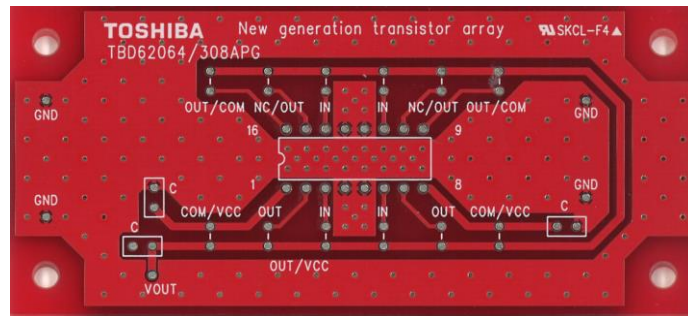 TOSHIBA New generation transistor array RU SKCL-F4▲
TBD62064/308APG
OUT/COM NC/OUT IN IN NC/OUT OUT/COM
GND GND
16 9
1 8
C
GND GND
COM/VCC OUT IN IN OUT COM/VCC C
C
OUT/VCC
VOUT